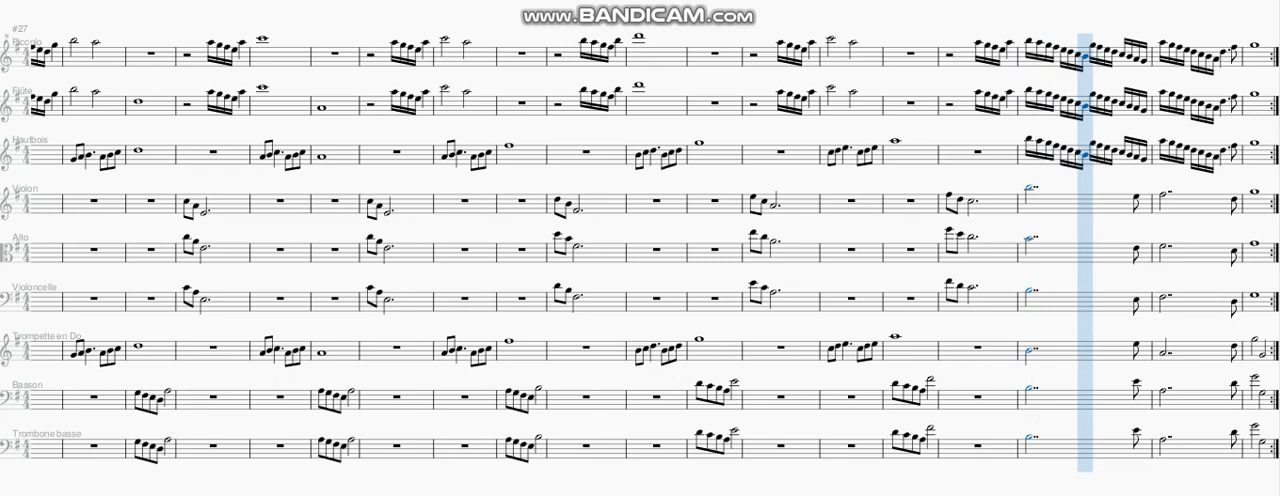 www.BANDICAM.com
#27
Piccolo
Flûte
Hautbois
Violon
Alto
Violoncelle
Trompette en Do
Basson
Trombone basse